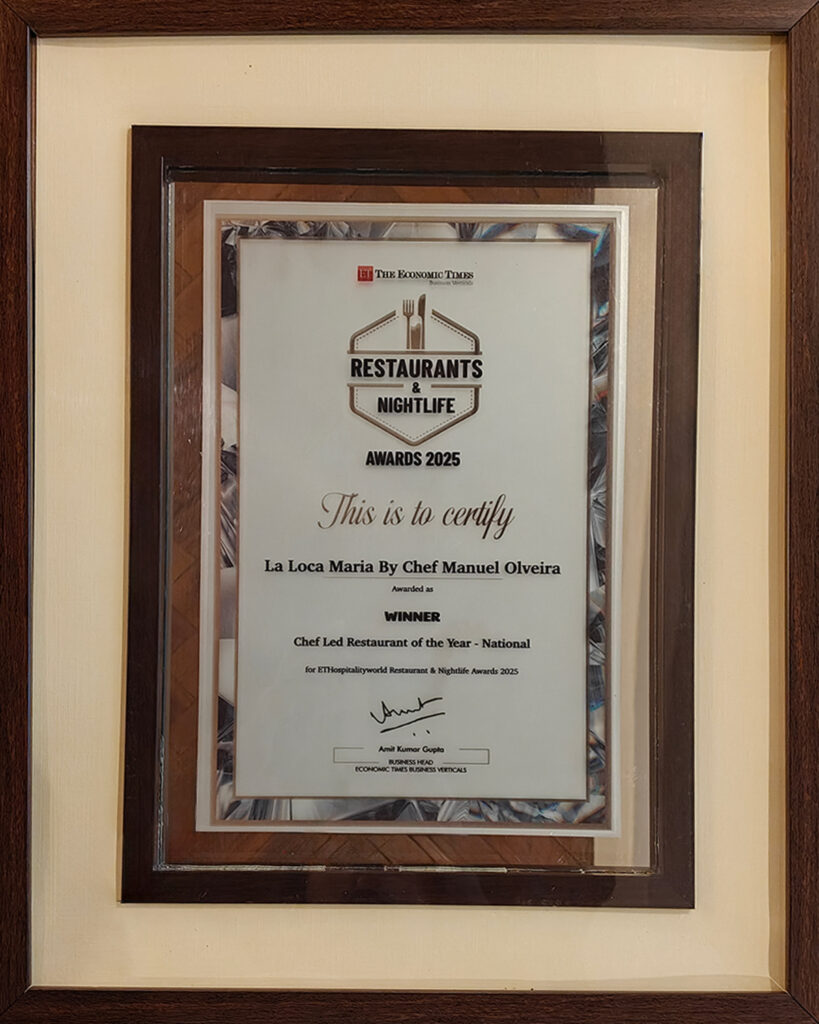 ET THE ECONOMIC TIMES
Business Verticals
RESTAURANTS
&
NIGHTLIFE
AWARDS 2025
This is to certify
La Loca Maria By Chef Manuel Olveira
Awarded as
WINNER
Chef Led Restaurant of the Year - National
for ETHospitalityworld Restaurant & Nightlife Awards 2025
Amit
Amit Kumar Gupta
BUSINESS HEAD
ECONOMIC TIMES BUSINESS VERTICALS